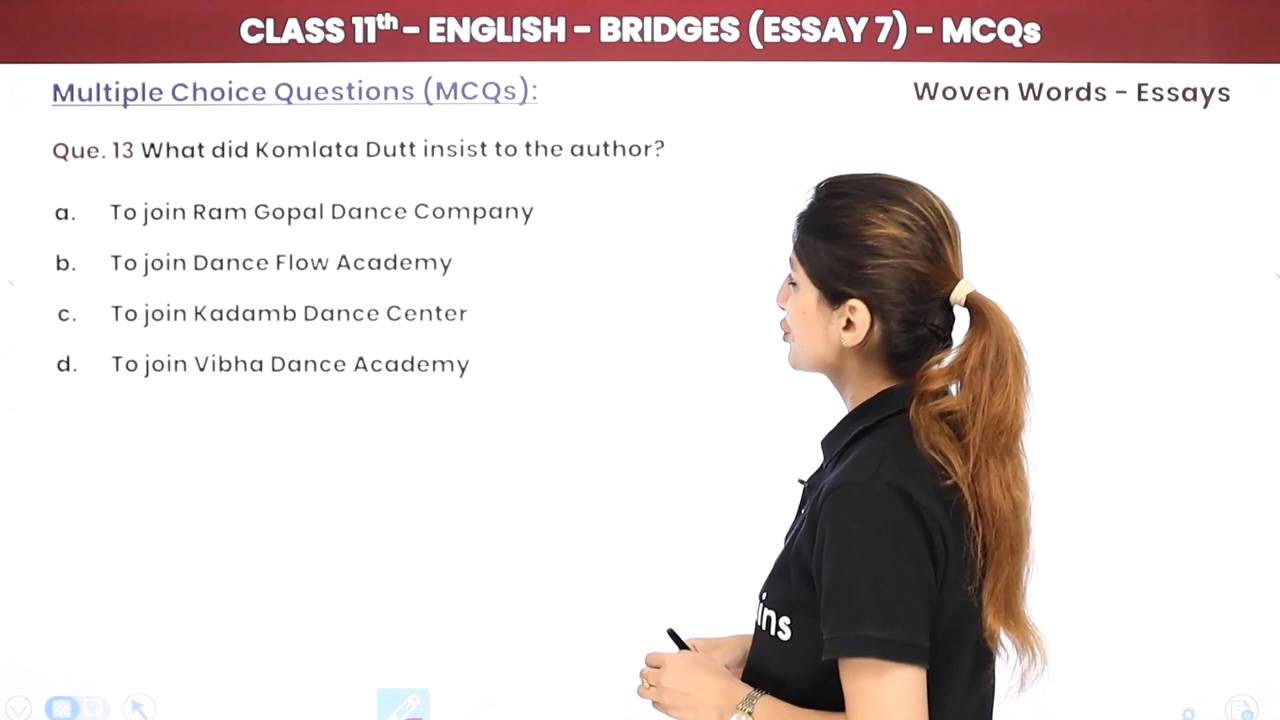 CLASS 11th - ENGLISH - BRIDGES (ESSAY 7) - MCQs
Multiple Choice Questions (MCQs):
Woven Words - Essays
Que. 13 What did Komlata Dutt insist to the author?
a. To join Ram Gopal Dance Company
b. To join Dance Flow Academy
c. To join Kadamb Dance Center
d. To join Vibha Dance Academy